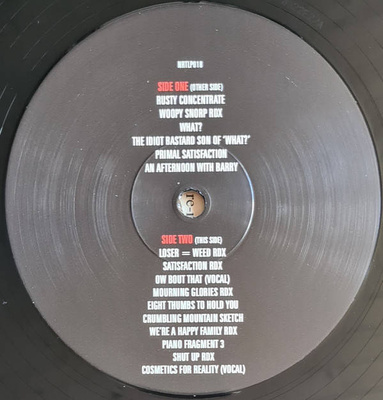 NRTLP018
SIDE ONE (OTHER SIDE)
RUSTY CONCENTRATE
WOOPY SNORP RDX
WHAT?
THE IDIOT BASTARD SON OF "WHAT?"
PRIMAL SATISFACTION
AN AFTERNOON WITH BARRY
SIDE TWO (THIS SIDE)
LOSER = WEED RDX
SATISFACTION RDX
OW BOUT THAT (VOCAL)
MOURNING GLORIES RDX
EIGHT THUMBS TO HOLD YOU
CRUMBLING MOUNTAIN SKETCH
WE'RE A HAPPY FAMILY RDX
PIANO FRAGMENT 3
SHUT UP RDX
COSMETICS FOR REALITY (VOCAL)